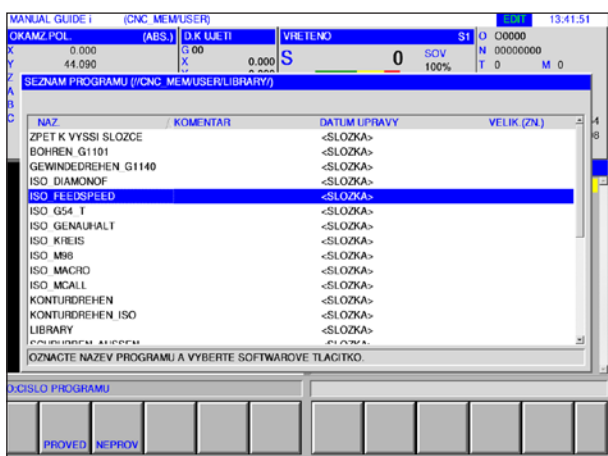 MANUAL GUIDE i (CNC_MEM/USER) EDIT 13:41:51
OKAMZ.POL. (ABS.) D.K UJETI VRETENO S1 O O0000
X 0.000 G 00 N 00000000
Y 44.090 X 0.000 S 0 SOV 100% T 0 M 0
Z
A
B
C
SEZNAM PROGRAMU (//CNC_MEM/USER/LIBRARY/)
NAZ. / KOMENTAR DATUM UPRAVY VELIK.(ZN.)
ZPET K VYSSI SLOZCE <SLOZKA>
BOHREN_G1101 <SLOZKA>
GEWINDEDREHEN_G1140 <SLOZKA>
ISO_DIAMONOF <SLOZKA>
ISO_FEEDSPEED <SLOZKA>
ISO_G54_T <SLOZKA>
ISO_GENAUHALT <SLOZKA>
ISO_KREIS <SLOZKA>
ISO_M98 <SLOZKA>
ISO_MACRO <SLOZKA>
ISO_MCALL <SLOZKA>
KONTURDREHEN <SLOZKA>
KONTURDREHEN_ISO <SLOZKA>
LIBRARY <SLOZKA>
OZNACTE NAZEV PROGRAMU A VYBERTE SOFTWAROVE TLACITKO.
O:CISLO PROGRAMU
PROVED NEPROV